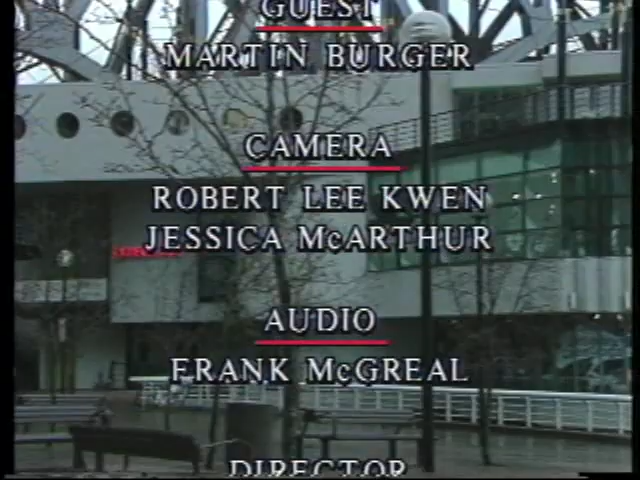 GUEST
MARTIN BURGER
CAMERA
ROBERT LEE KWEN
JESSICA McARTHUR
AUDIO
FRANK McGREAL
DIRECTOR